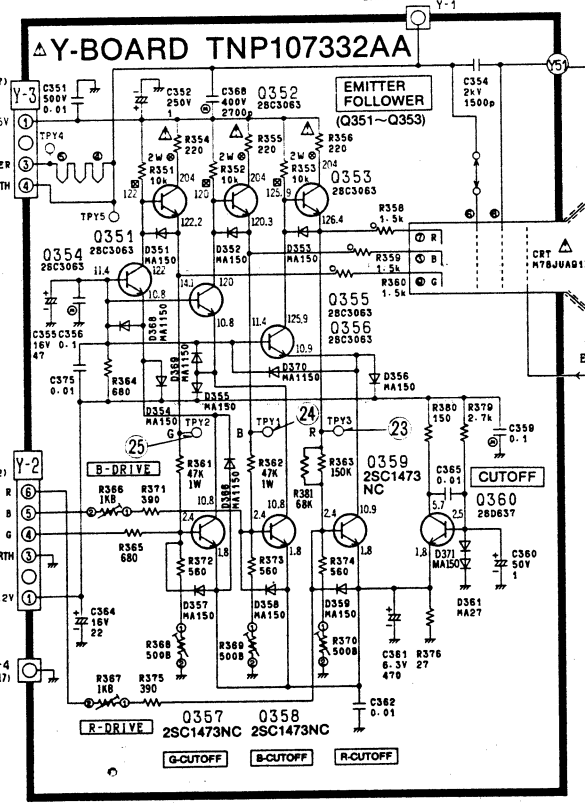 Y-1
Y-BOARD TNP107332AA
Y-3
C351
500V
0.01
C352
250V
1
C368
400V
2700p
Q352
2SC3063
EMITTER
FOLLOWER
(Q351~Q353)
C354
2kV
1500p
Y51
TPY4
R354
220
R355
220
R356
220
2W
R351
10k
2W
R352
10k
2W
R353
10k
204
204
204
122
120
125.9
Q353
2SC3063
TPY5
122.2
120.3
126.4
R358
1.5k
Q351
2SC3063
D351
MA150
D352
MA150
D353
MA150
R359
1.5k
R360
1.5k
R
B
G
CRT
Q354
2SC3063
11.4
122
14.1
120
Q355
2SC3063
Q356
2SC3063
10.8
10.8
11.4
125.9
10.9
C355
16V
47
C356
0.1
D368
MA1150
D369
MA1150
D370
MA1150
D356
MA150
C375
0.01
R364
680
D354
MA150
D355
MA150
R380
150
R379
2.7k
C359
0.1
G
TPY2
25
B
TPY1
24
R
TPY3
23
Y-2
B-DRIVE
R361
47K
1W
D366
MA1150
R362
47K
1W
R381
68K
R363
150K
Q359
2SC1473
NC
C365
0.01
CUTOFF
Q360
2SD637
R366
1KB
R371
390
10.8
10.8
10.9
2.4
2.4
2.4
5.7
2.5
R
B
G
R365
680
R372
560
R373
560
R374
560
1.8
1.8
1.8
1.8
D371
MA150
C360
50V
1
D357
MA150
D358
MA150
D359
MA150
D361
MA27
C364
16V
22
R368
500B
R369
500B
R370
500B
C361
6.3V
470
R376
27
R367
1KB
R375
390
C362
0.01
R-DRIVE
Q357
2SC1473NC
Q358
2SC1473NC
G-CUTOFF
B-CUTOFF
R-CUTOFF